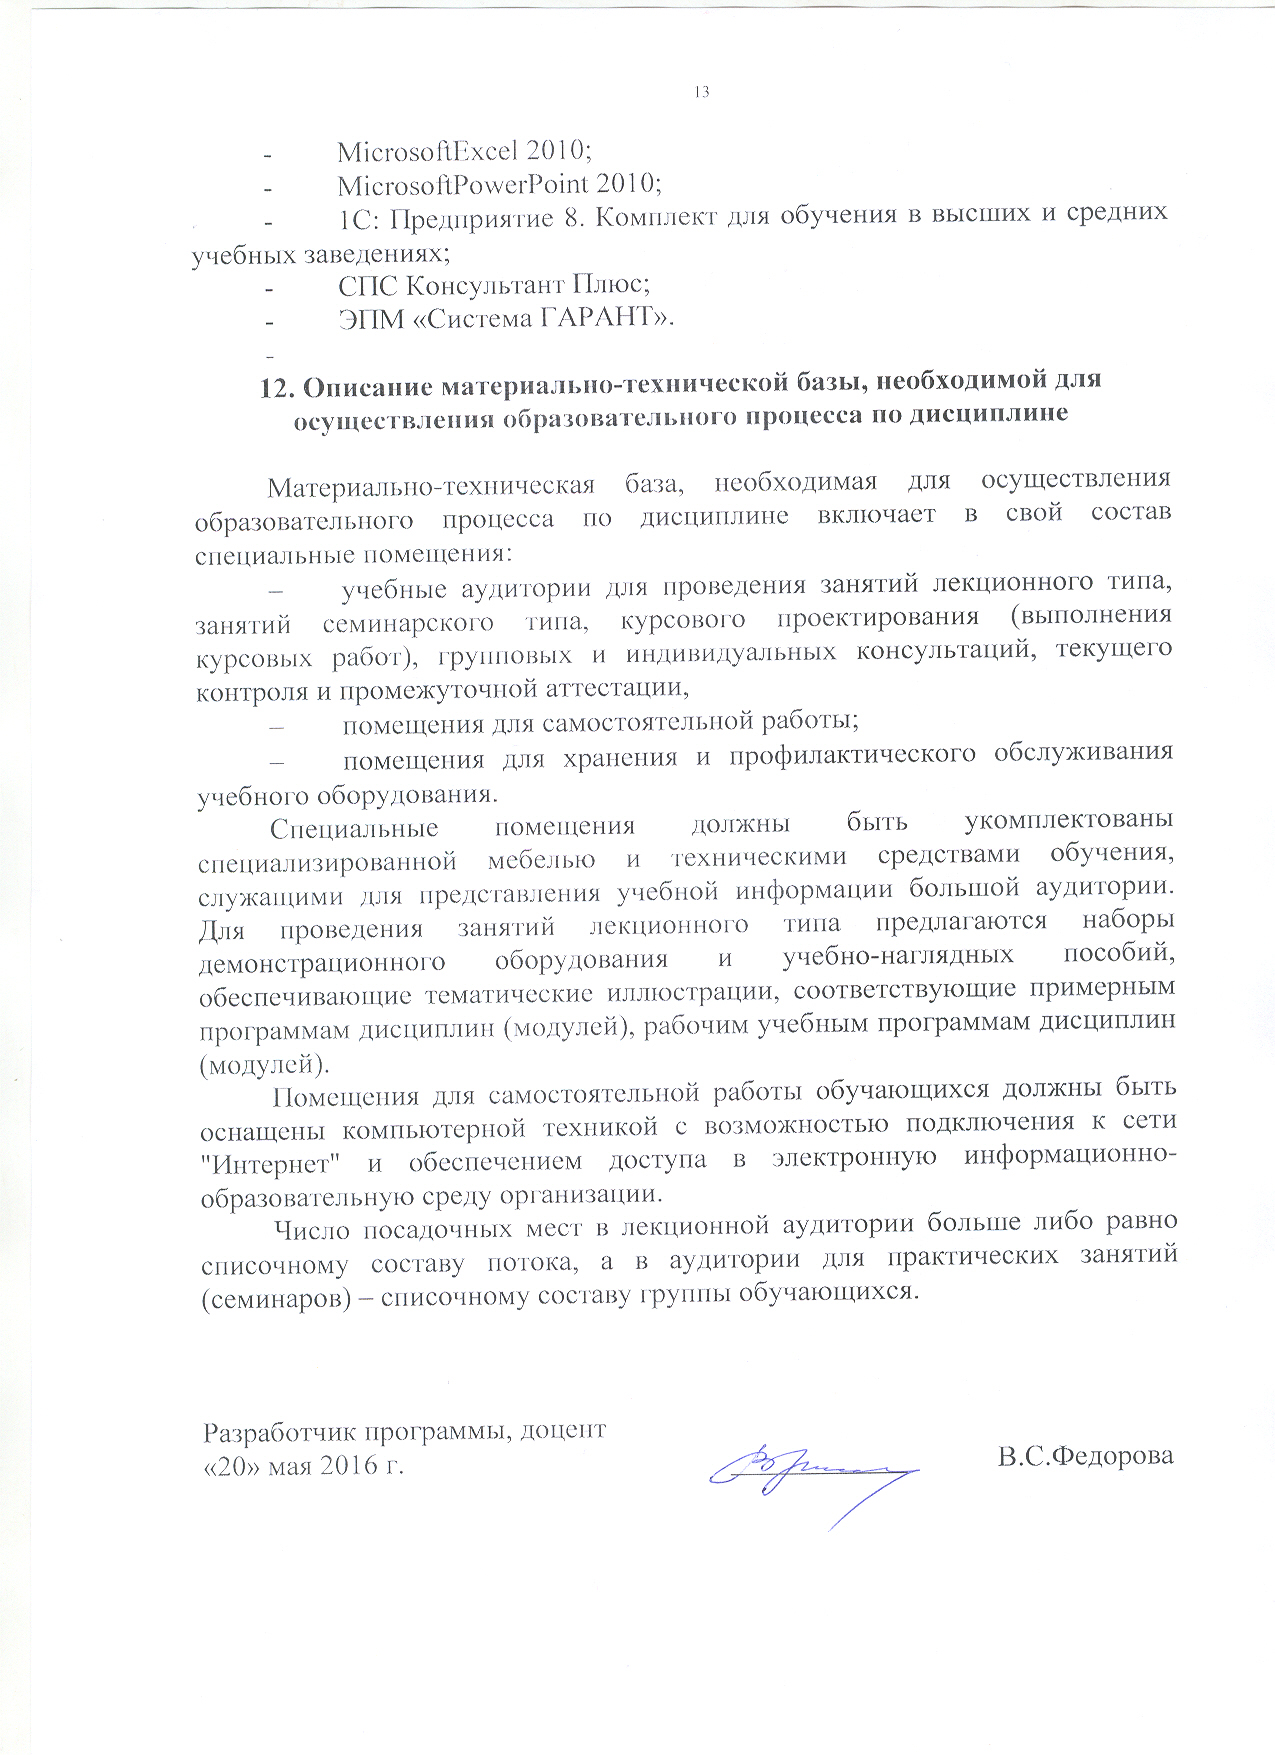 13
- MicrosoftExcel 2010;
- MicrosoftPowerPoint 2010;
- 1С: Предприятие 8. Комплект для обучения в высших и средних
учебных заведениях;
- СПС Консультант Плюс;
- ЭПМ «Система ГАРАНТ».
-
12. Описание материально-технической базы, необходимой для
осуществления образовательного процесса по дисциплине
Материально-техническая база, необходимая для осуществления
образовательного процесса по дисциплине включает в свой состав
специальные помещения:
– учебные аудитории для проведения занятий лекционного типа,
занятий семинарского типа, курсового проектирования (выполнения
курсовых работ), групповых и индивидуальных консультаций, текущего
контроля и промежуточной аттестации,
– помещения для самостоятельной работы;
– помещения для хранения и профилактического обслуживания
учебного оборудования.
Специальные помещения должны быть укомплектованы
специализированной мебелью и техническими средствами обучения,
служащими для представления учебной информации большой аудитории.
Для проведения занятий лекционного типа предлагаются наборы
демонстрационного оборудования и учебно-наглядных пособий,
обеспечивающие тематические иллюстрации, соответствующие примерным
программам дисциплин (модулей), рабочим учебным программам дисциплин
(модулей).
Помещения для самостоятельной работы обучающихся должны быть
оснащены компьютерной техникой с возможностью подключения к сети
"Интернет" и обеспечением доступа в электронную информационно-
образовательную среду организации.
Число посадочных мест в лекционной аудитории больше либо равно
списочному составу потока, а в аудитории для практических занятий
(семинаров) – списочному составу группы обучающихся.
Разработчик программы, доцент
«20» мая 2016 г.
В.С.Федорова